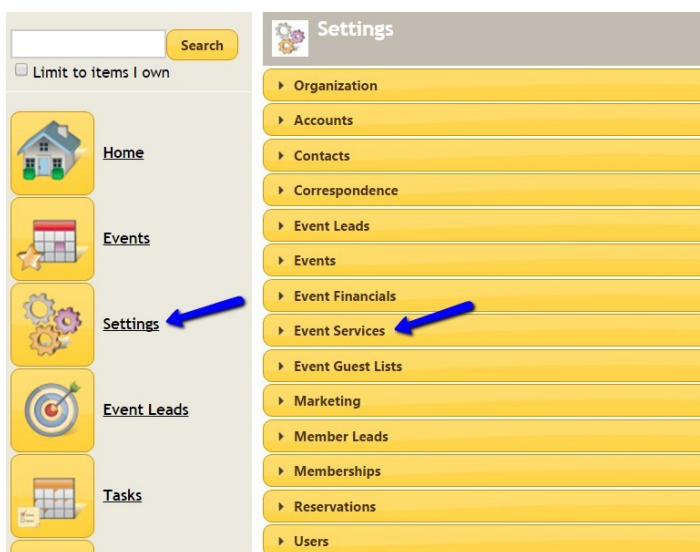 Search
Limit to items I own
Home
Events
Settings
Event Leads
Tasks
Settings
Organization
Accounts
Contacts
Correspondence
Event Leads
Events
Event Financials
Event Services
Event Guest Lists
Marketing
Member Leads
Memberships
Reservations
Users